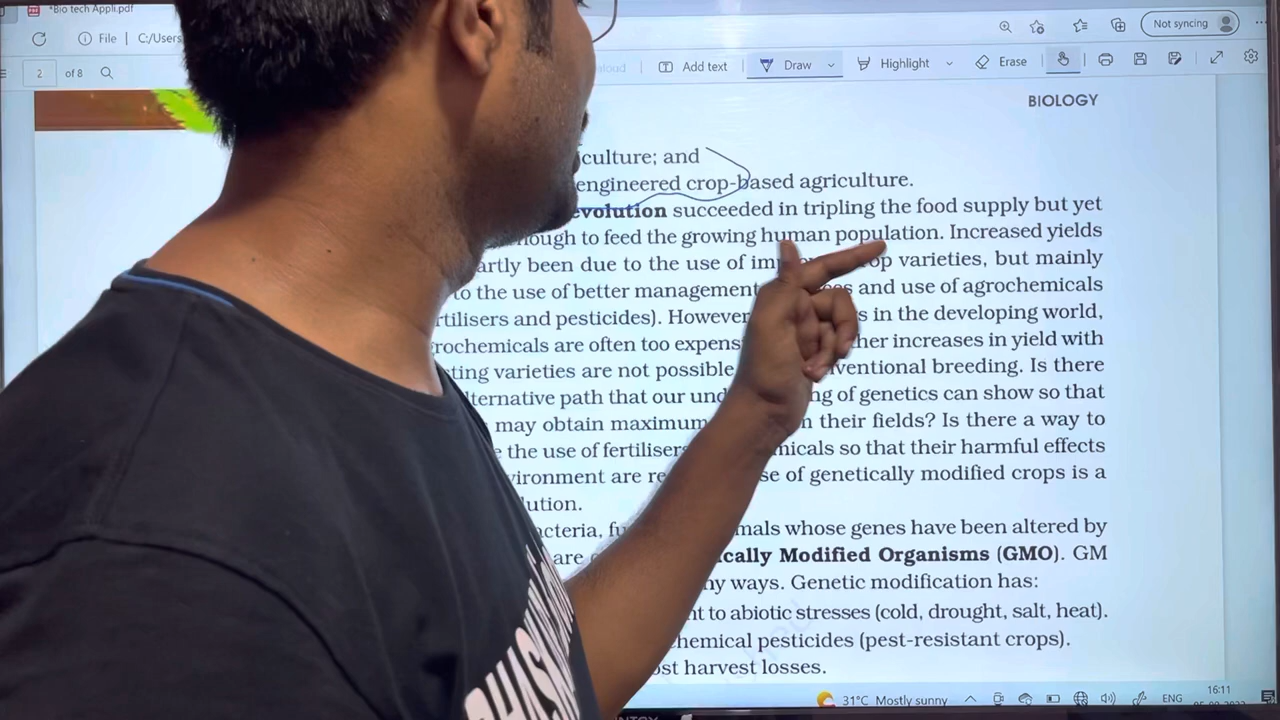 *Bio tech Appli.pdf
File | C:/Users
Not syncing
2 of 8
Add text
Draw
Highlight
Erase
BIOLOGY
culture; and
engineered crop-based agriculture.
evolution succeeded in tripling the food supply but yet
nough to feed the growing human population. Increased yields
artly been due to the use of varieties, but mainly
to the use of better management and use of agrochemicals
rtilisers and pesticides). However in the developing world,
rochemicals are often too expens her increases in yield with
ting varieties are not possible ventional breeding. Is there
lternative path that our und ng of genetics can show so that
may obtain maximum n their fields? Is there a way to
e the use of fertilisers micals so that their harmful effects
vironment are re se of genetically modified crops is a
lution.
acteria, fu mals whose genes have been altered by
are cally Modified Organisms (GMO). GM
ny ways. Genetic modification has:
nt to abiotic stresses (cold, drought, salt, heat).
hemical pesticides (pest-resistant crops).
ost harvest losses.
31°C Mostly sunny
ENG
16:11